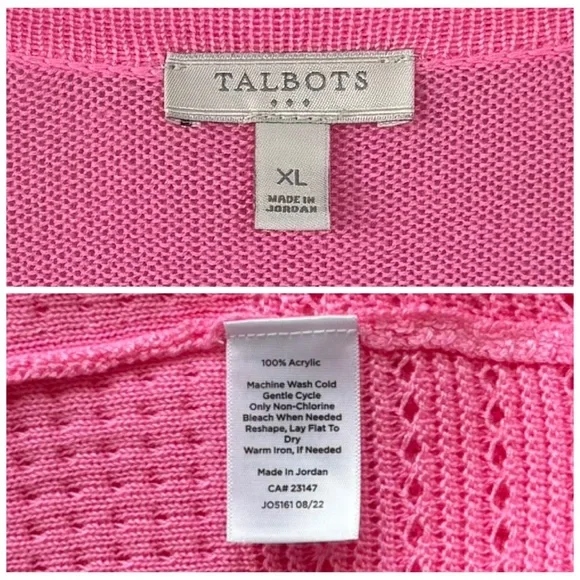 TALBOTS
XL
MADE IN
JORDAN
100% Acrylic
Machine Wash Cold
Gentle Cycle
Only Non-Chlorine
Bleach When Needed
Reshape, Lay Flat To
Dry
Warm Iron, If Needed
Made In Jordan
CA# 23147
JO5161 08/22